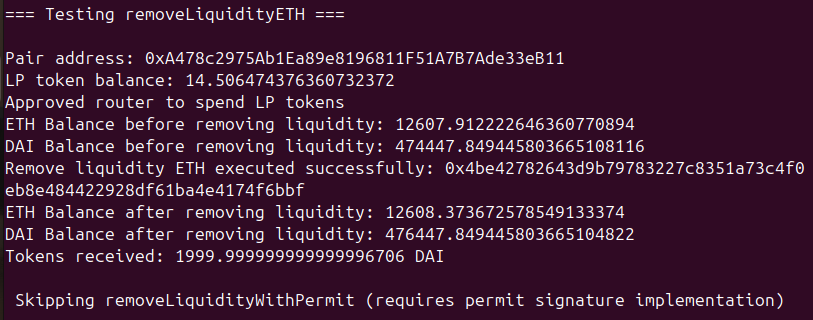 === Testing removeLiquidityETH ===
Pair address: 0xA478c2975Ab1Ea89e8196811F51A7B7Ade33eB11
LP token balance: 14.506474376360732372
Approved router to spend LP tokens
ETH Balance before removing liquidity: 12607.912222646360770894
DAI Balance before removing liquidity: 474447.849445803665108116
Remove liquidity ETH executed successfully: 0x4be42782643d9b79783227c8351a73c4f0
eb8e484422928df61ba4e4174f6bbf
ETH Balance after removing liquidity: 12608.373672578549133374
DAI Balance after removing liquidity: 476447.849445803665104822
Tokens received: 1999.999999999999996706 DAI
Skipping removeLiquidityWithPermit (requires permit signature implementation)